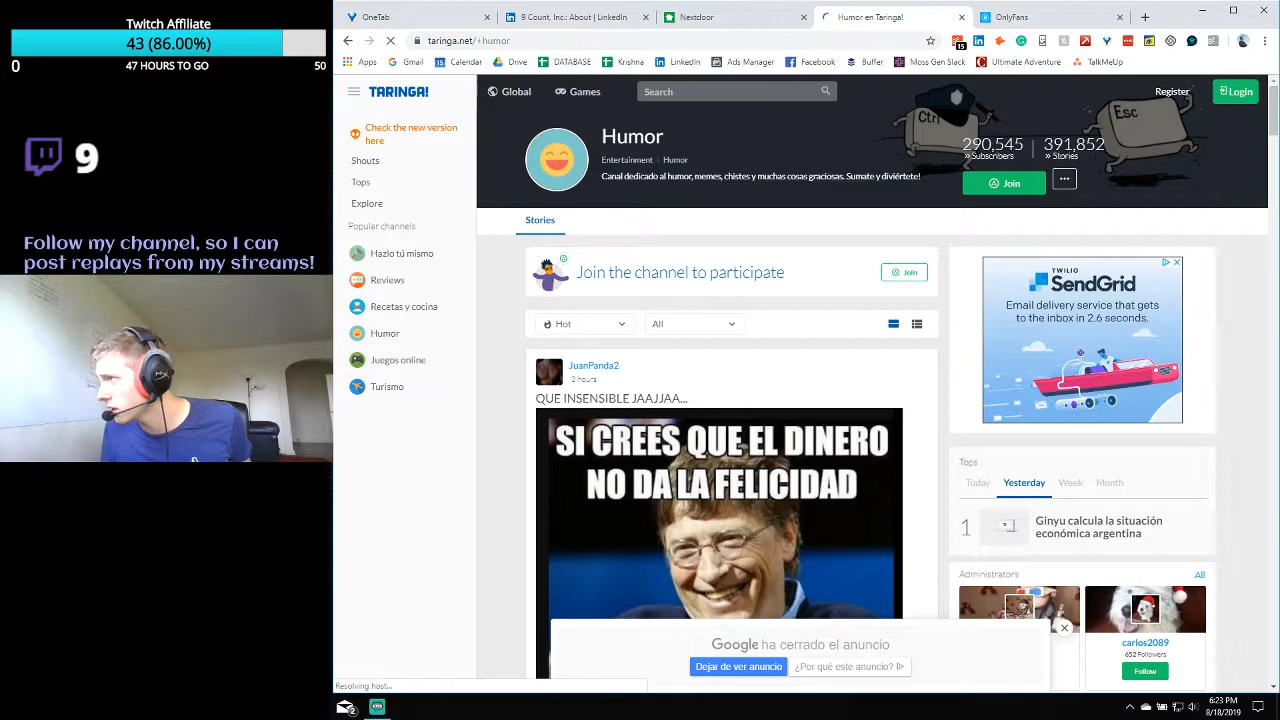 Twitch Affiliate
43 (86.00%)
0
47 HOURS TO GO
50
9
Follow my channel, so I can
post replays from my streams!
OneTab
9 Count, Inc: About | LinkedIn
Nextdoor
Humor en Taringa!
OnlyFans
taringa.net/+humor
15
Apps
Gmail
Calendar
Drive
DATABASE
Krishna
LinkedIn
Ads Manager
Facebook
Buffer
Moss Gen Slack
Ultimate Adventure
TalkMeUp
TARINGA!
Global
Games
Search
Register
Login
Check the new version
here
Shouts
Tops
Explore
Popular channels
Hazlo tú mismo
Reviews
Recetas y cocina
Humor
Juegos online
Turismo
Humor
Entertainment · Humor
Canal dedicado al humor, memes, chistes y muchas cosas graciosas. Sumate y diviértete!
Ctrl
Esc
290,545
Subscribers
391,852
Stories
Join
Stories
Join the channel to participate
Join
Hot
All
JuanPanda2
2 hours
QUE INSENSIBLE JAAJJAA...
SI CREES QUE EL DINERO
NO DA LA FELICIDAD
TWILIO
SendGrid
Email delivery service that gets
to the inbox in 2.6 seconds.
Tops
Today
Yesterday
Week
Month
1
Ginyu calcula la situación
económica argentina
Administrators
All
carlos2089
652 Followers
Follow
Google ha cerrado el anuncio
Dejar de ver anuncio
¿Por qué este anuncio?
Resolving host...
2
6:23 PM
8/18/2019